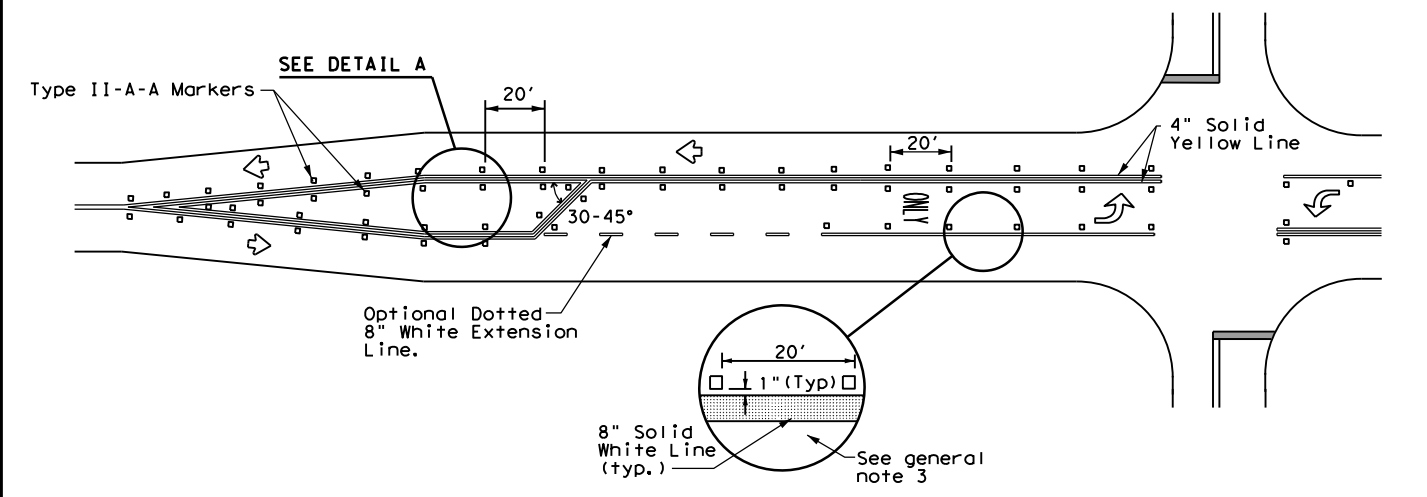 SEE DETAIL A
Type II-A-A Markers
20'
20'
4" Solid
Yellow Line
30-45°
ONLY
Optional Dotted
8" White Extension
Line.
20'
1"(Typ)
8" Solid
White Line
(typ.)
See general
note 3